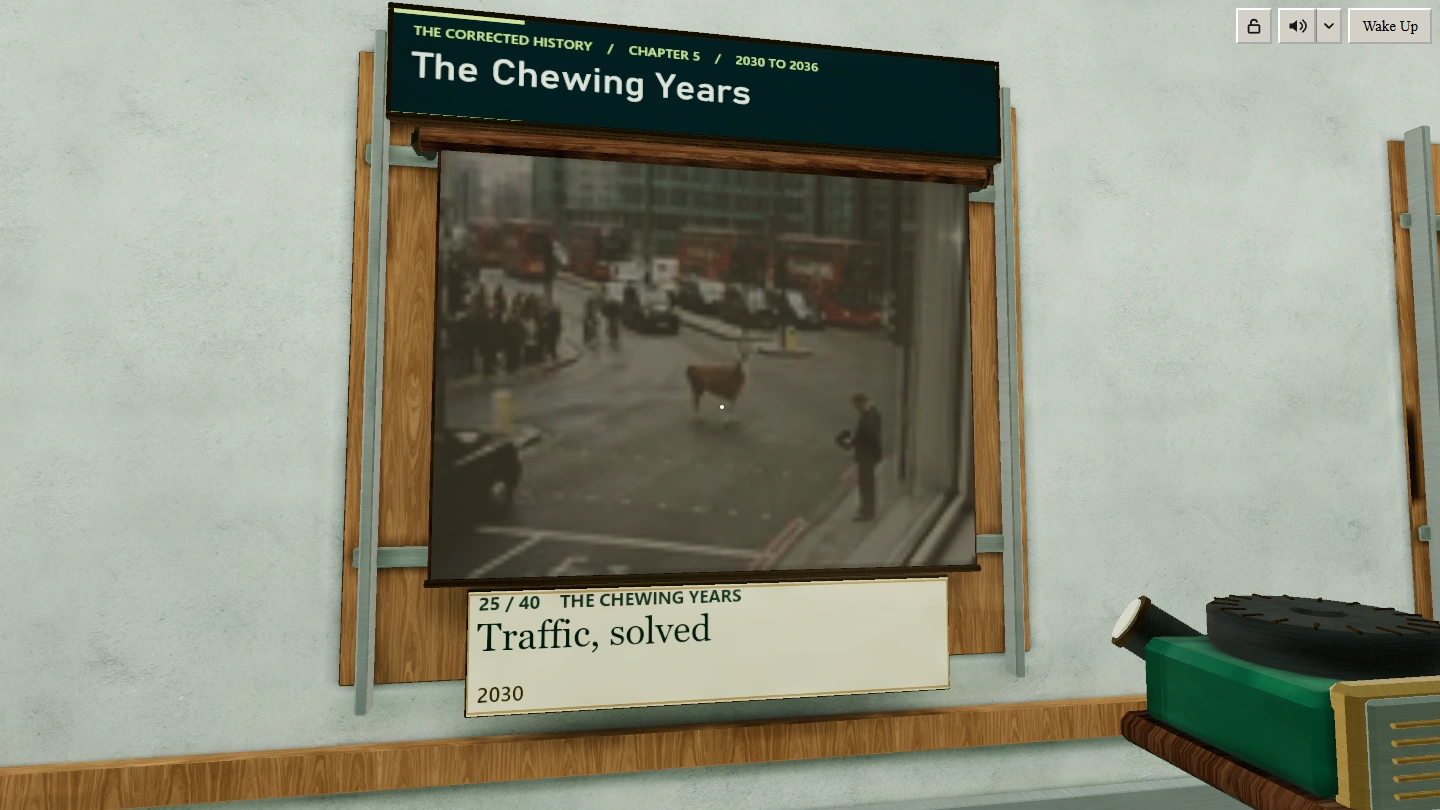 Wake Up
THE CORRECTED HISTORY / CHAPTER 5 / 2030 TO 2036
The Chewing Years
25 / 40 THE CHEWING YEARS
Traffic, solved
2030